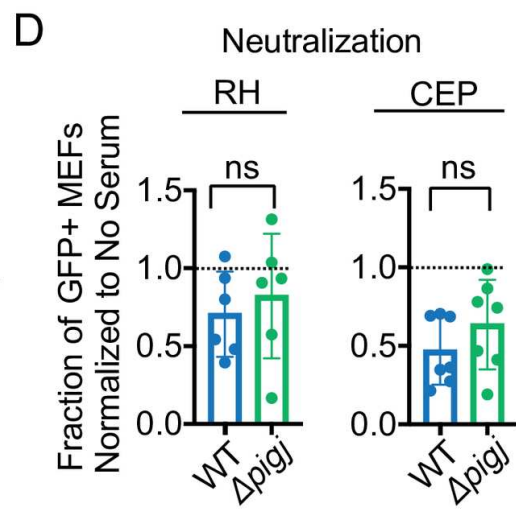 D
Neutralization
RH
CEP
Fraction of GFP+ MEFs
Normalized to No Serum
ns
1.5
1.0
0.5
0.0
WT
Δpigj
ns
1.5
1.0
0.5
0.0
WT
Δpigj